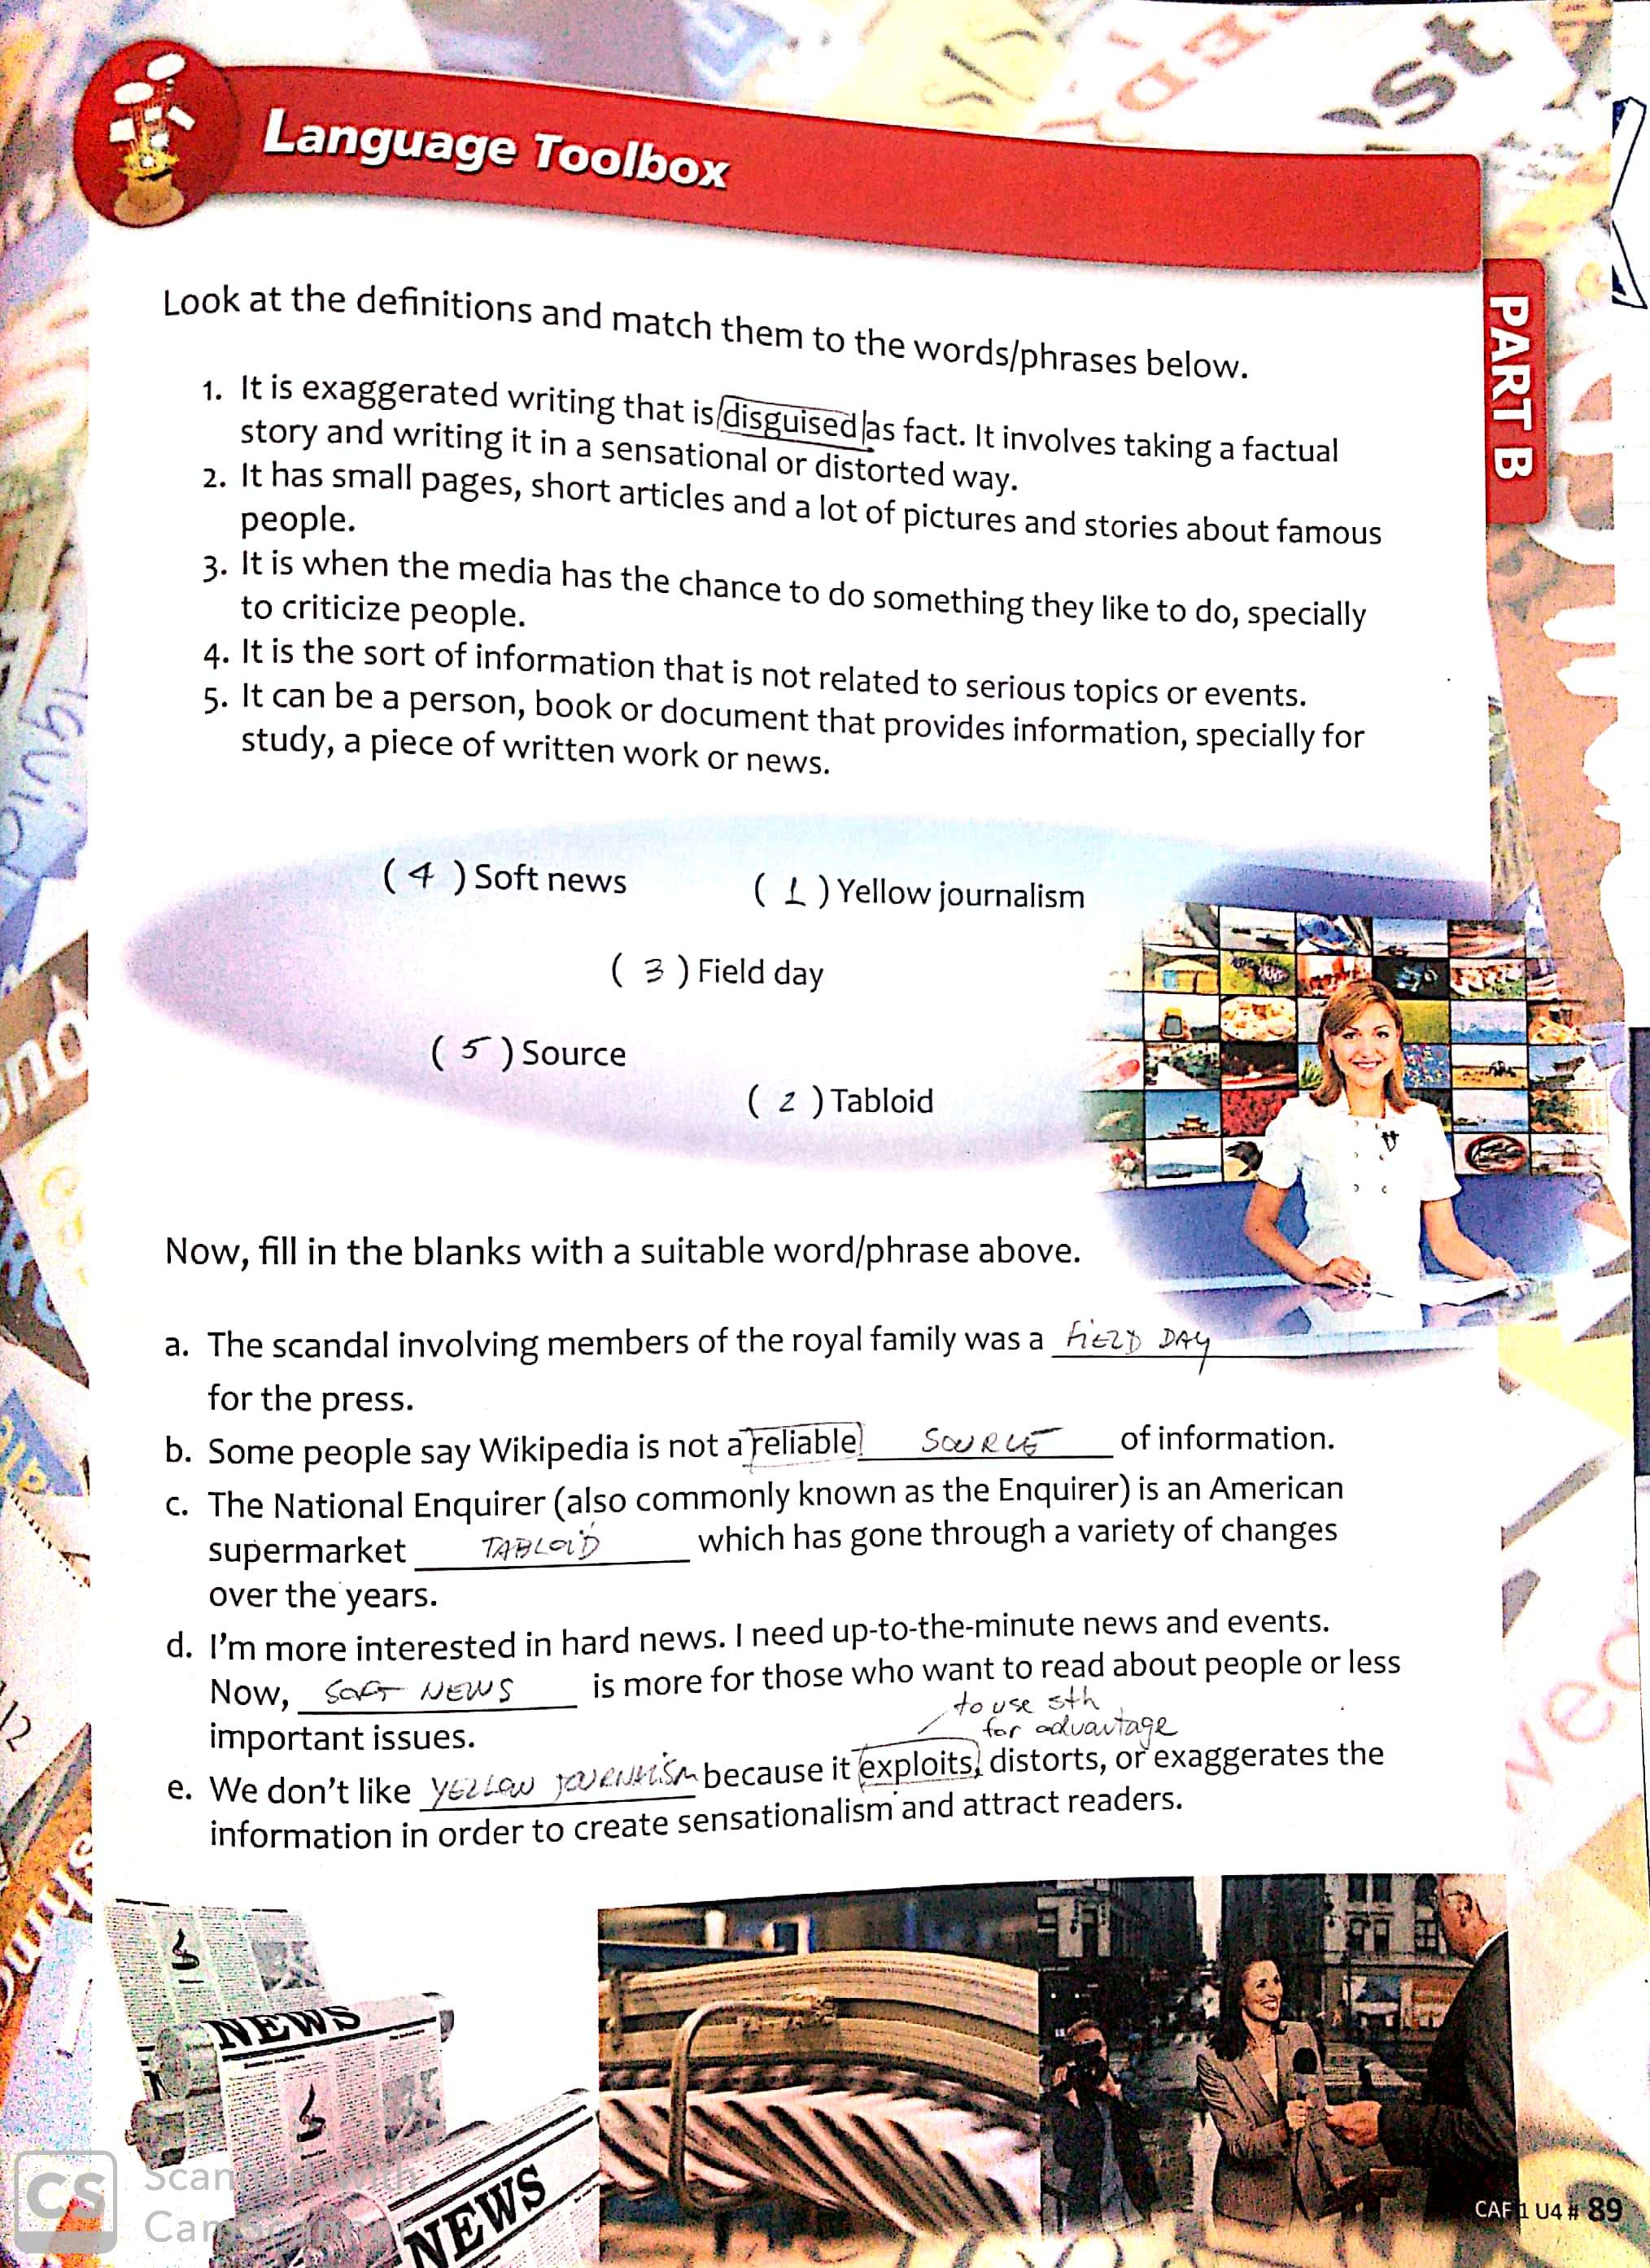 Language Toolbox
PART B
Look at the definitions and match them to the words/phrases below.
1. It is exaggerated writing that is disguised as fact. It involves taking a factual
story and writing it in a sensational or distorted way.
2. It has small pages, short articles and a lot of pictures and stories about famous
people.
3. It is when the media has the chance to do something they like to do, specially
to criticize people.
4. It is the sort of information that is not related to serious topics or events.
5. It can be a person, book or document that provides information, specially for
study, a piece of written work or news.
( 4 ) Soft news
( 1 ) Yellow journalism
( 3 ) Field day
( 5 ) Source
( 2 ) Tabloid
Now, fill in the blanks with a suitable word/phrase above.
a. The scandal involving members of the royal family was a FIELD DAY
for the press.
b. Some people say Wikipedia is not a reliable SOURCE of information.
c. The National Enquirer (also commonly known as the Enquirer) is an American
supermarket TABLOID which has gone through a variety of changes
over the years.
d. I'm more interested in hard news. I need up-to-the-minute news and events.
Now, SOFT NEWS is more for those who want to read about people or less
important issues.
to use sth
for advantage
e. We don't like YELLOW JOURNALISM because it exploits, distorts, or exaggerates the
information in order to create sensationalism and attract readers.
NEWS
NEWS
CS
Scanned with
CamScanner
CAF 1 U4 # 89